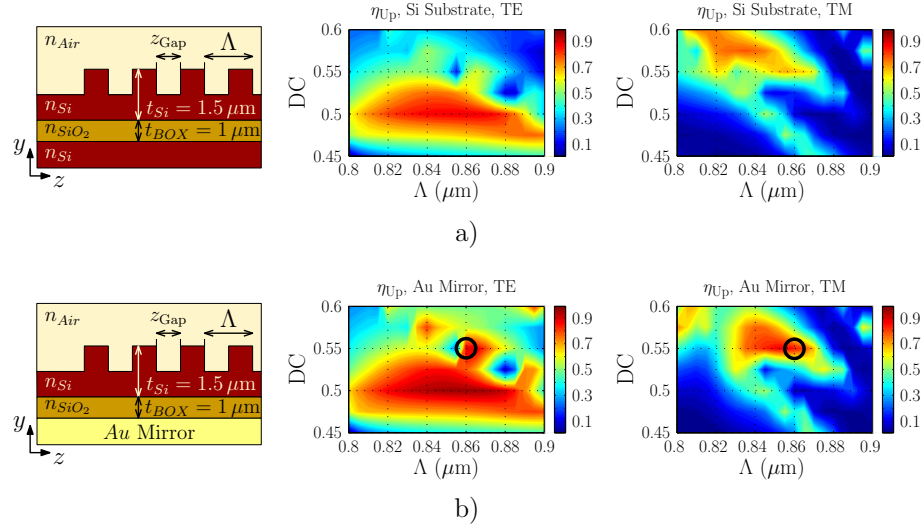 n_Air
z_Gap
Λ
n_Si
t_Si = 1.5 μm
n_SiO₂
t_BOX = 1 μm
n_Si
y
z
η_Up, Si Substrate, TE
DC
0.6
0.55
0.5
0.45
0.8 0.82 0.84 0.86 0.88 0.9
Λ (μm)
0.9
0.7
0.5
0.3
0.1
η_Up, Si Substrate, TM
DC
0.6
0.55
0.5
0.45
0.8 0.82 0.84 0.86 0.88 0.9
Λ (μm)
0.9
0.7
0.5
0.3
0.1
a)
n_Air
z_Gap
Λ
n_Si
t_Si = 1.5 μm
n_SiO₂
t_BOX = 1 μm
Au Mirror
y
z
η_Up, Au Mirror, TE
DC
0.6
0.55
0.5
0.45
0.8 0.82 0.84 0.86 0.88 0.9
Λ (μm)
0.9
0.7
0.5
0.3
0.1
η_Up, Au Mirror, TM
DC
0.6
0.55
0.5
0.45
0.8 0.82 0.84 0.86 0.88 0.9
Λ (μm)
0.9
0.7
0.5
0.3
0.1
b)